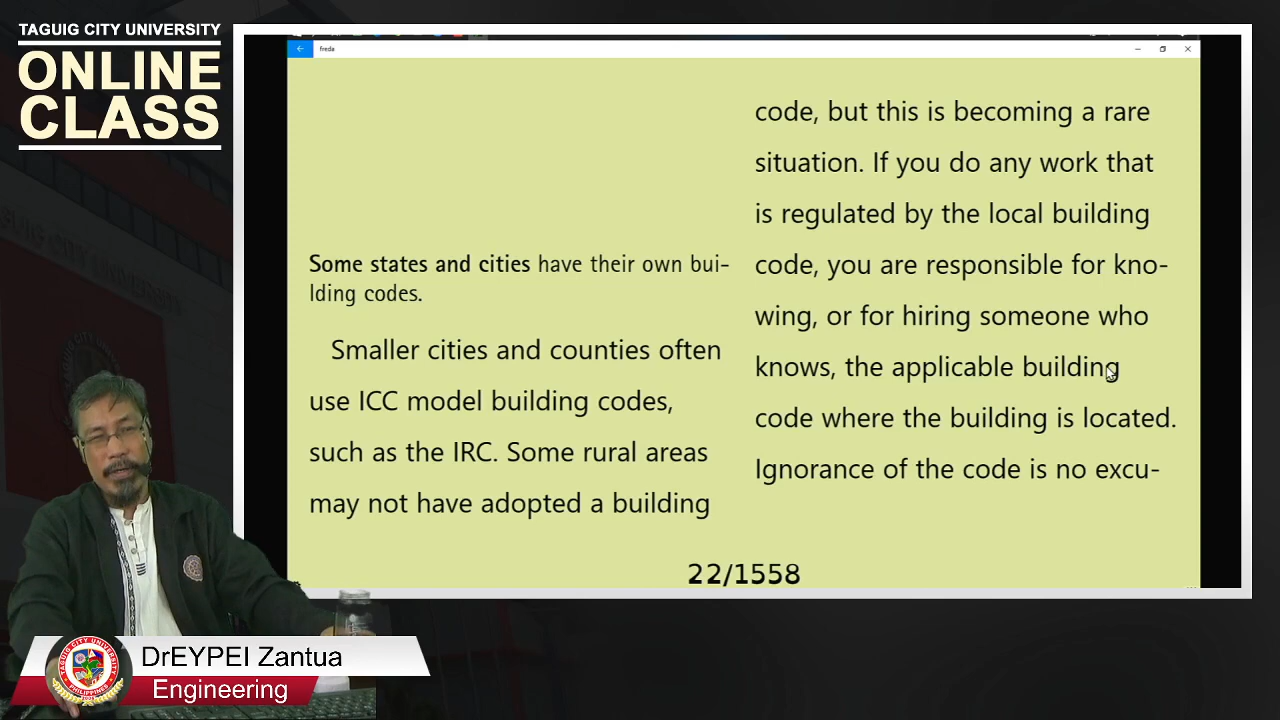 TAGUIG CITY UNIVERSITY
ONLINE
CLASS
Freda
Some states and cities have their own bui-
lding codes.
Smaller cities and counties often
use ICC model building codes,
such as the IRC. Some rural areas
may not have adopted a building
code, but this is becoming a rare
situation. If you do any work that
is regulated by the local building
code, you are responsible for kno-
wing, or for hiring someone who
knows, the applicable building
code where the building is located.
Ignorance of the code is no excu-
22/1558
DrEYPEI Zantua
Engineering